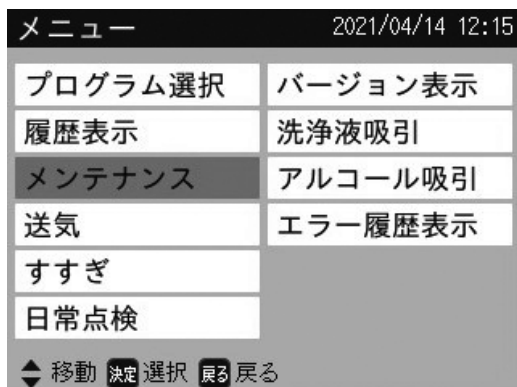 メニュー 2021/04/14 12:15
プログラム選択
履歴表示
メンテナンス
送気
すすぎ
日常点検
バージョン表示
洗浄液吸引
アルコール吸引
エラー履歴表示
移動 決定 選択 戻る 戻る